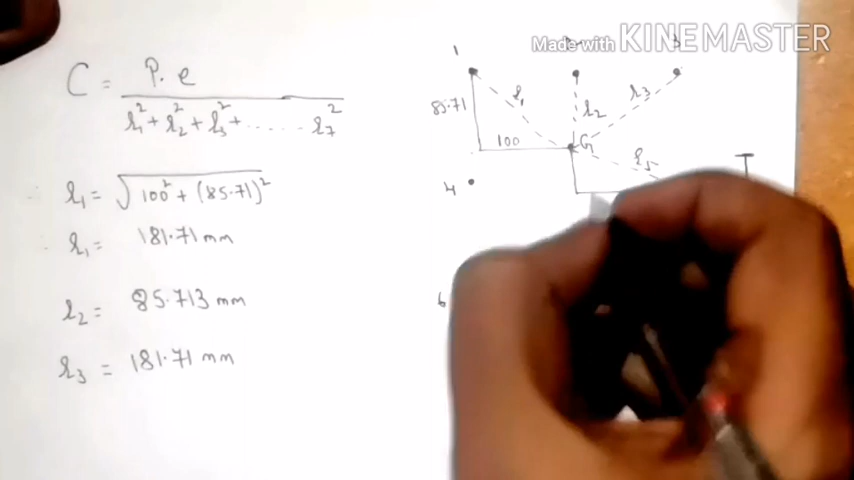 Made with KINEMASTER
C = P. e
l₁² + l₂² + l₃² + ...... l₇²
l₁ = √100² + (85.71)²
l₁ = 181.71 mm
l₂ = 85.713 mm
l₃ = 181.71 mm
1
3
85.71
l₁
l₂
l₃
100
G
l₅
4
6